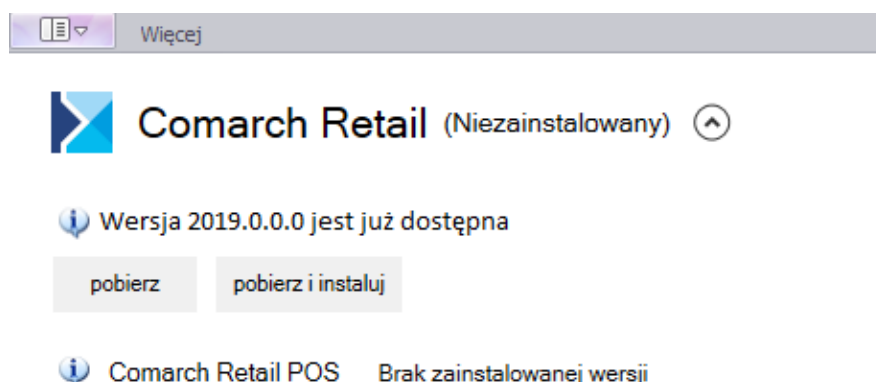 Więcej
Comarch Retail (Niezainstalowany)
Wersja 2019.0.0.0 jest już dostępna
pobierz pobierz i instaluj
Comarch Retail POS Brak zainstalowanej wersji